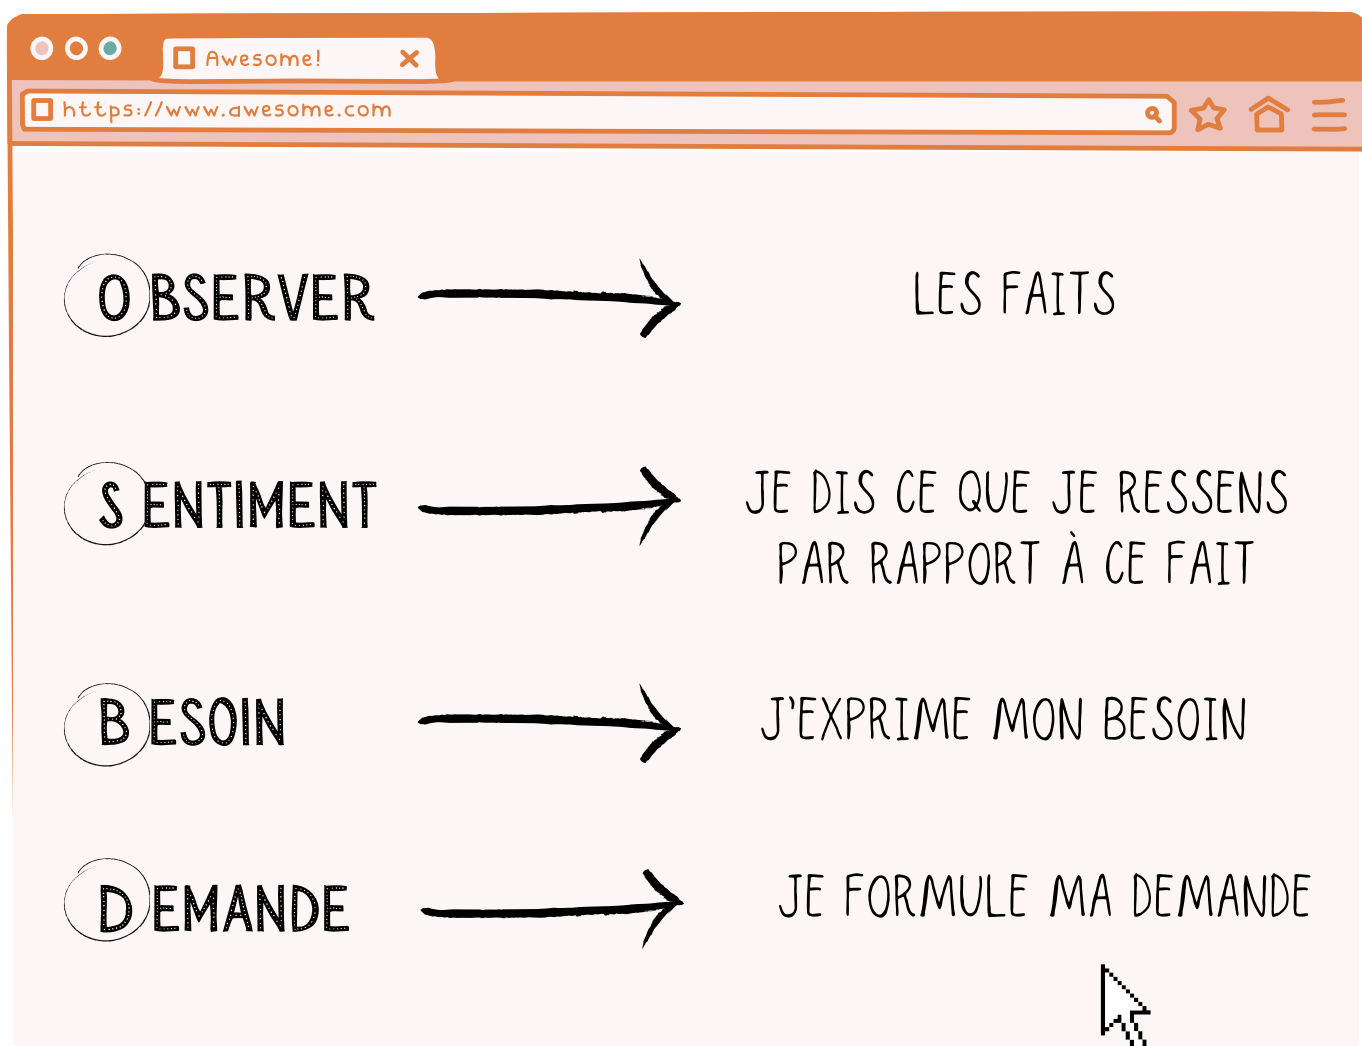 Awesome!
https://www.awesome.com
OBSERVER
LES FAITS
SENTIMENT
JE DIS CE QUE JE RESSENS
PAR RAPPORT À CE FAIT
BESOIN
J'EXPRIME MON BESOIN
DEMANDE
JE FORMULE MA DEMANDE